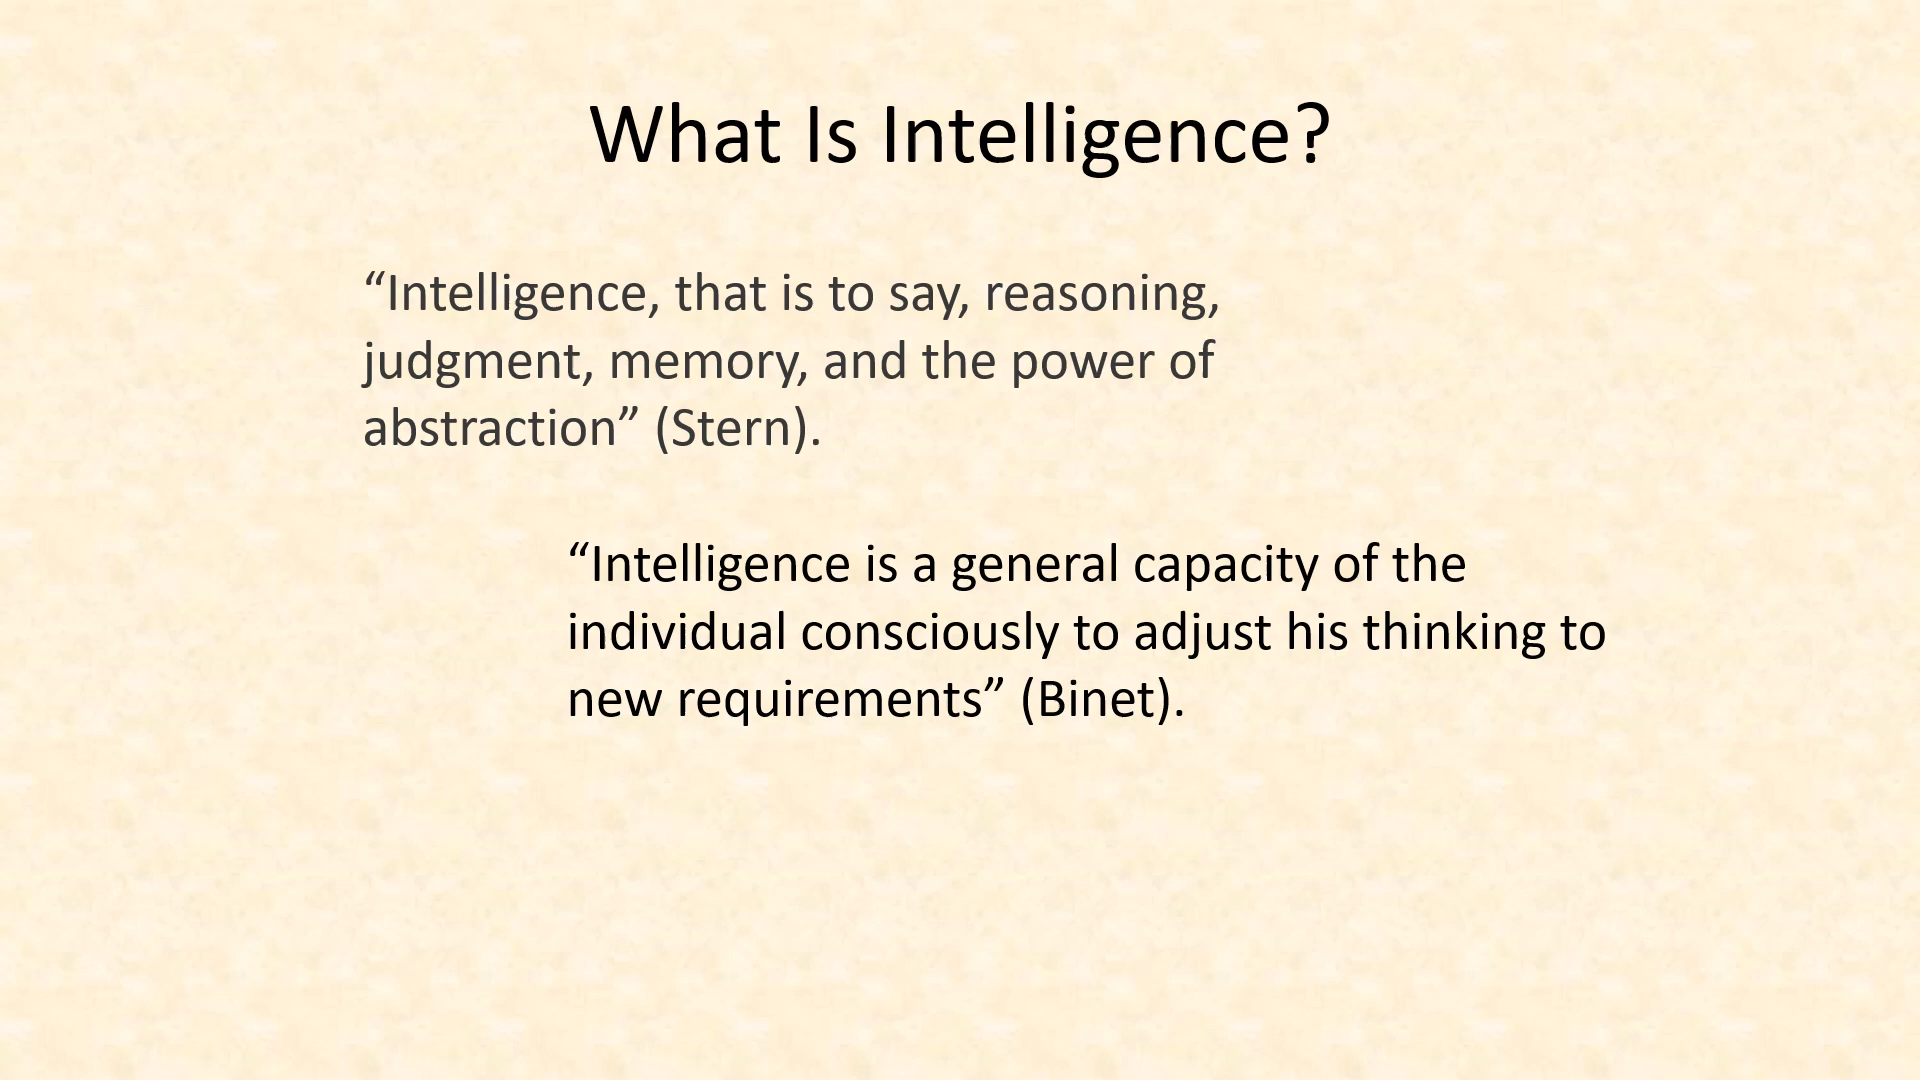 What Is Intelligence?
“Intelligence, that is to say, reasoning,
judgment, memory, and the power of
abstraction” (Stern).
“Intelligence is a general capacity of the
individual consciously to adjust his thinking to
new requirements” (Binet).